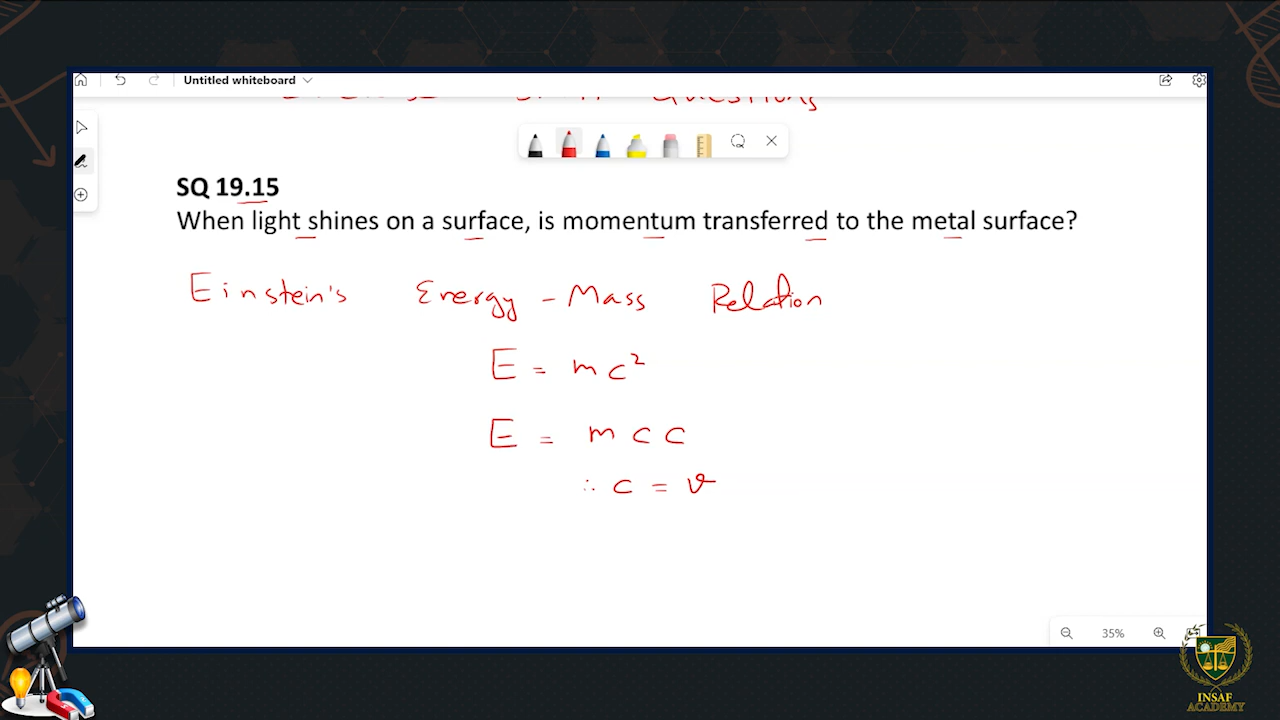 Untitled whiteboard
Questions
SQ 19.15
When light shines on a surface, is momentum transferred to the metal surface?
Einstein's Energy - Mass Relation
E = mc²
E = m c c
∴ c = v
35%
INSAF
ACADEMY